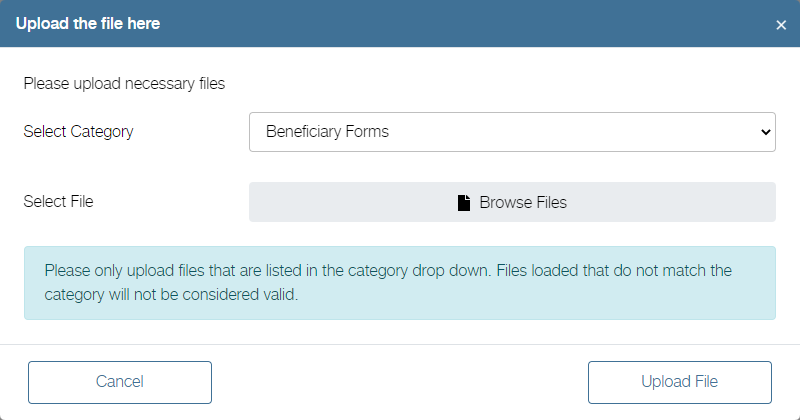 Upload the file here
×
Please upload necessary files
Select Category
Beneficiary Forms
Select File
Browse Files
Please only upload files that are listed in the category drop down. Files loaded that do not match the
category will not be considered valid.
Cancel
Upload File